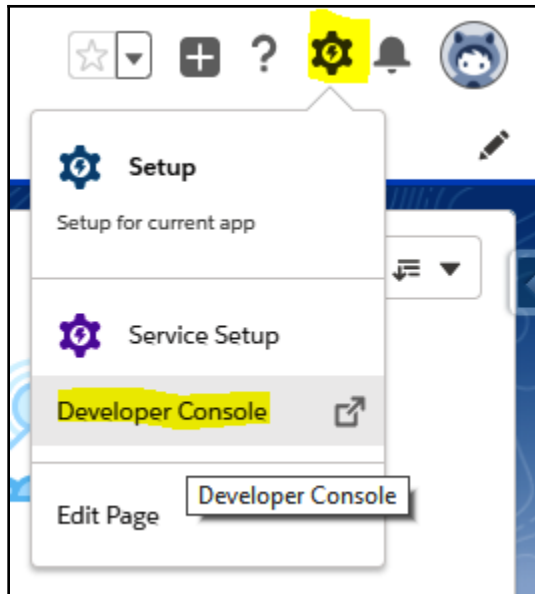 ?
Setup
Setup for current app
Service Setup
Developer Console
Developer Console
Edit Page